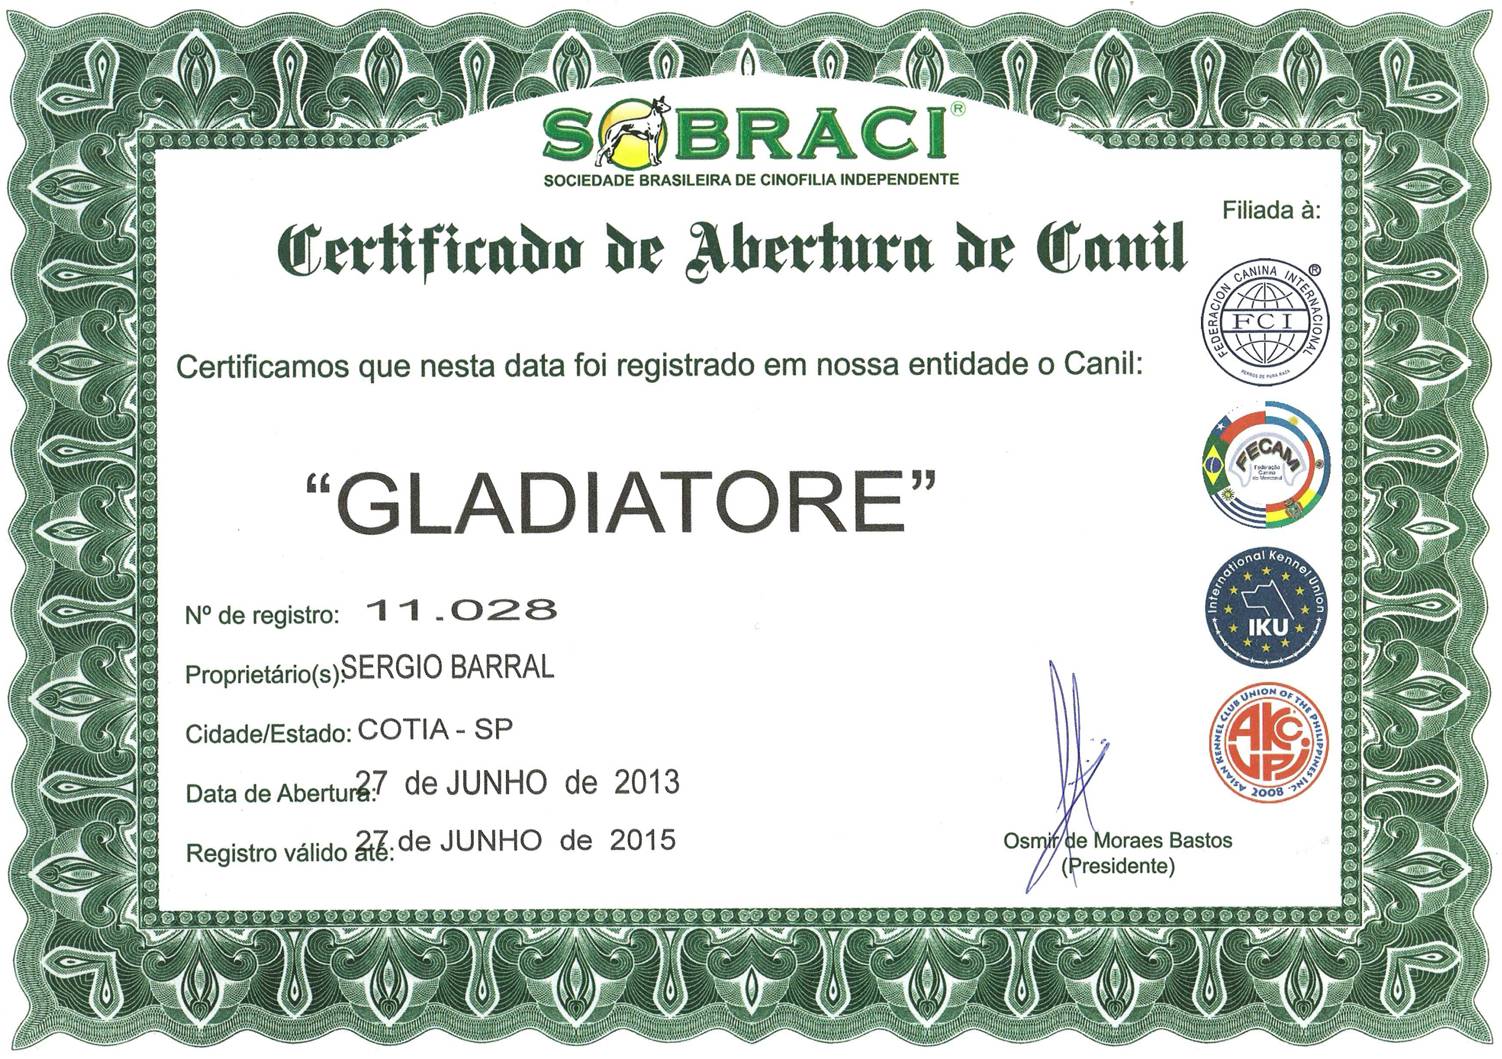 SOBRACI®
SOCIEDADE BRASILEIRA DE CINOFILIA INDEPENDENTE
Filiada à:
Certificado de Abertura de Canil
FEDERACION CANINA INTERNACIONAL ®
FCI
PERROS DE PURA RAZA
Certificamos que nesta data foi registrado em nossa entidade o Canil:
FECAM
Federação
Canina
do Mercosul
“GLADIATORE”
International Kennel Union
IKU
Nº de registro: 11.028
Proprietário(s): SERGIO BARRAL
ASIAN KENNEL CLUB UNION OF THE PHILIPPINES INC.
AKC
UPI
2008
Cidade/Estado: COTIA - SP
Data de Abertura: 27 de JUNHO de 2013
Registro válido até: 27 de JUNHO de 2015
Osmir de Moraes Bastos
(Presidente)